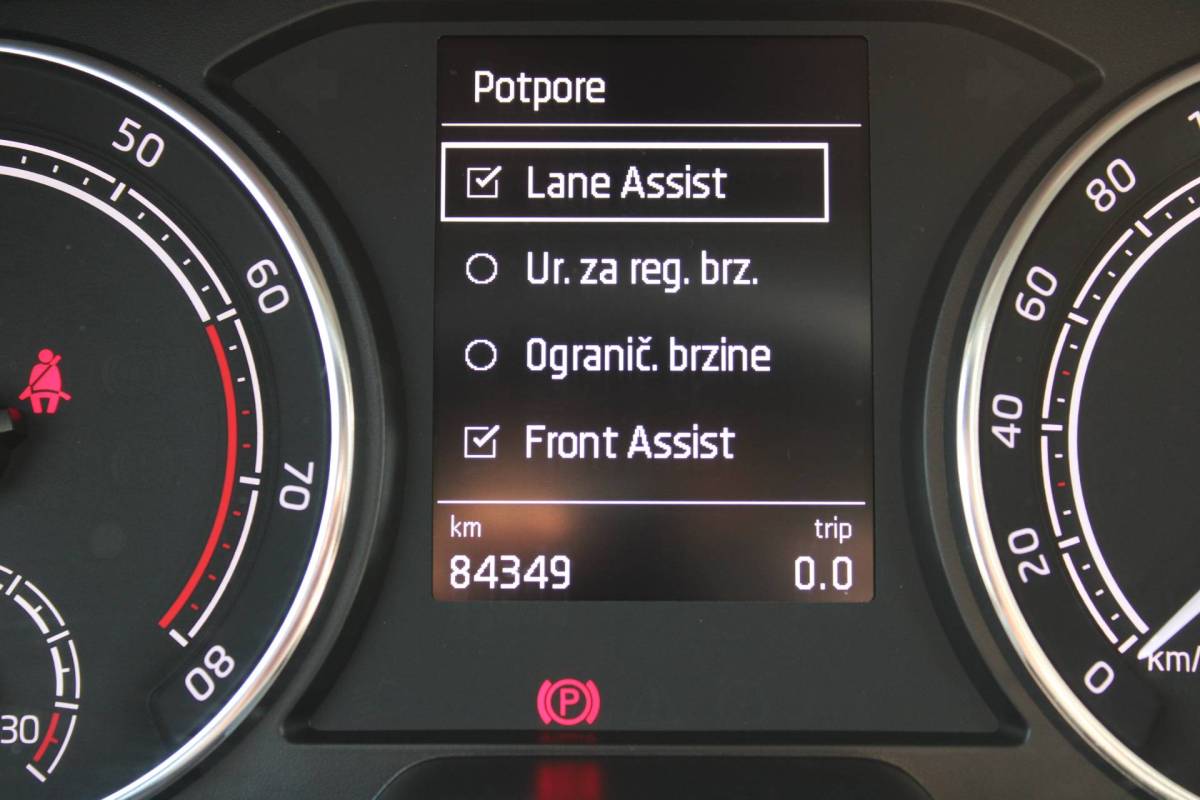 Potpore
Lane Assist
Ur. za reg. brz.
Ogranič. brzine
Front Assist
km
trip
84349
0.0
50
60
70
80
30
80
60
40
20
0
km/
P